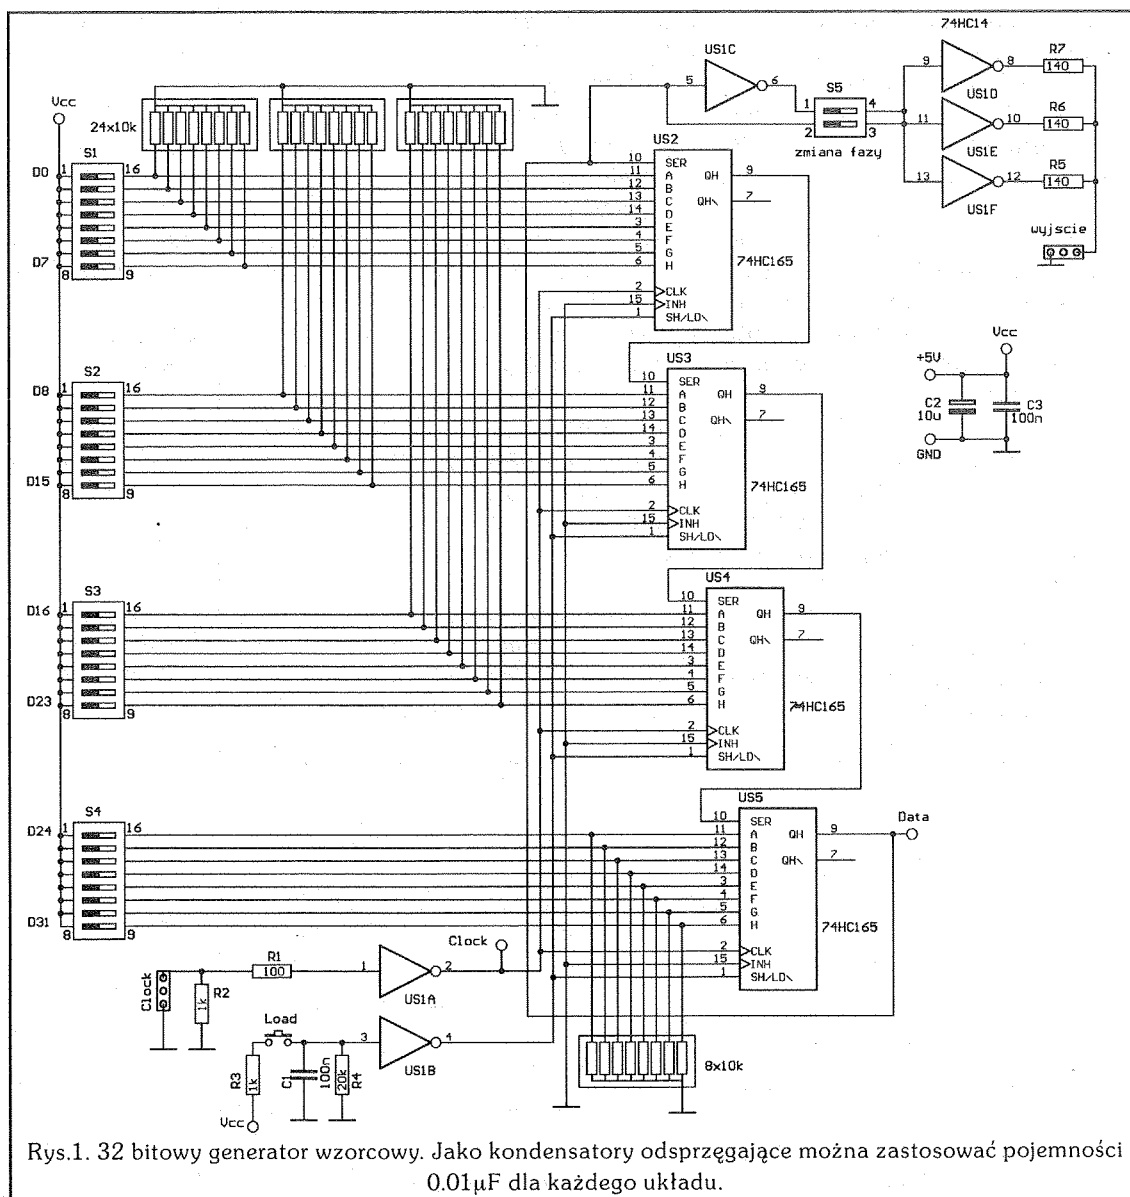 74HC14
US1C
5
6
S5
1
4
2
3
zmiana fazy
9
8
R7
140
US1D
11
10
R6
140
US1E
13
12
R5
140
US1F
wyjscie
Vcc
24x10k
S1
D0
1
16
D7
8
9
US2
10 SER
11 A QH 9
12 B
13 C QH\ 7
14 D
3 E
4 F
5 G
6 H
74HC165
2 CLK
15 INH
1 SH/LD\
Vcc
+5V
C2
10u
C3
100n
GND
S2
D8
1
16
D15
8
9
US3
10 SER
11 A QH 9
12 B
13 C QH\ 7
14 D
3 E
4 F
5 G
6 H
74HC165
2 CLK
15 INH
1 SH/LD\
S3
D16
1
16
D23
8
9
US4
10 SER
11 A QH 9
12 B
13 C QH\ 7
14 D
3 E
4 F
5 G
6 H
74HC165
2 CLK
15 INH
1 SH/LD\
S4
D24
1
16
D31
8
9
US5
10 SER
11 A QH 9
12 B
13 C QH\ 7
14 D
3 E
4 F
5 G
6 H
74HC165
2 CLK
15 INH
1 SH/LD\
Data
Clock
R1
100
1
2
US1A
Clock
R2
1k
Load
3
4
US1B
R3
1k
C1
100n
R4
20k
Vcc
8x10k
Rys.1. 32 bitowy generator wzorcowy. Jako kondensatory odsprzęgające można zastosować pojemności
0.01µF dla każdego układu.